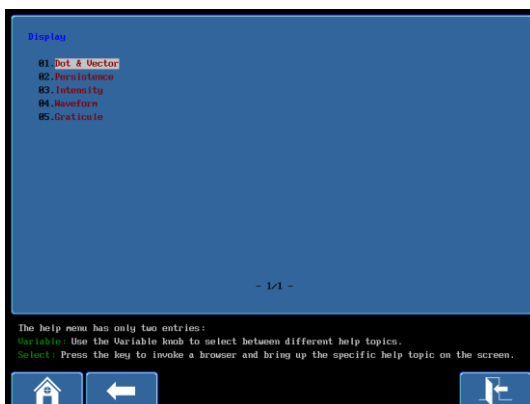 Display
01.Dot & Vector
02.Persistence
03.Intensity
04.Waveform
05.Graticule
- 1/1 -
The help menu has only two entries:
Variable: Use the Variable knob to select between different help topics.
Select: Press the key to invoke a browser and bring up the specific help topic on the screen.